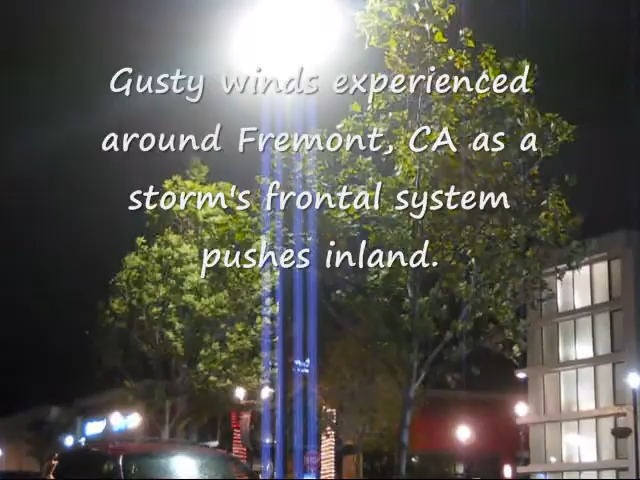 Gusty winds experienced
around Fremont, CA as a
storm's frontal system
pushes inland.